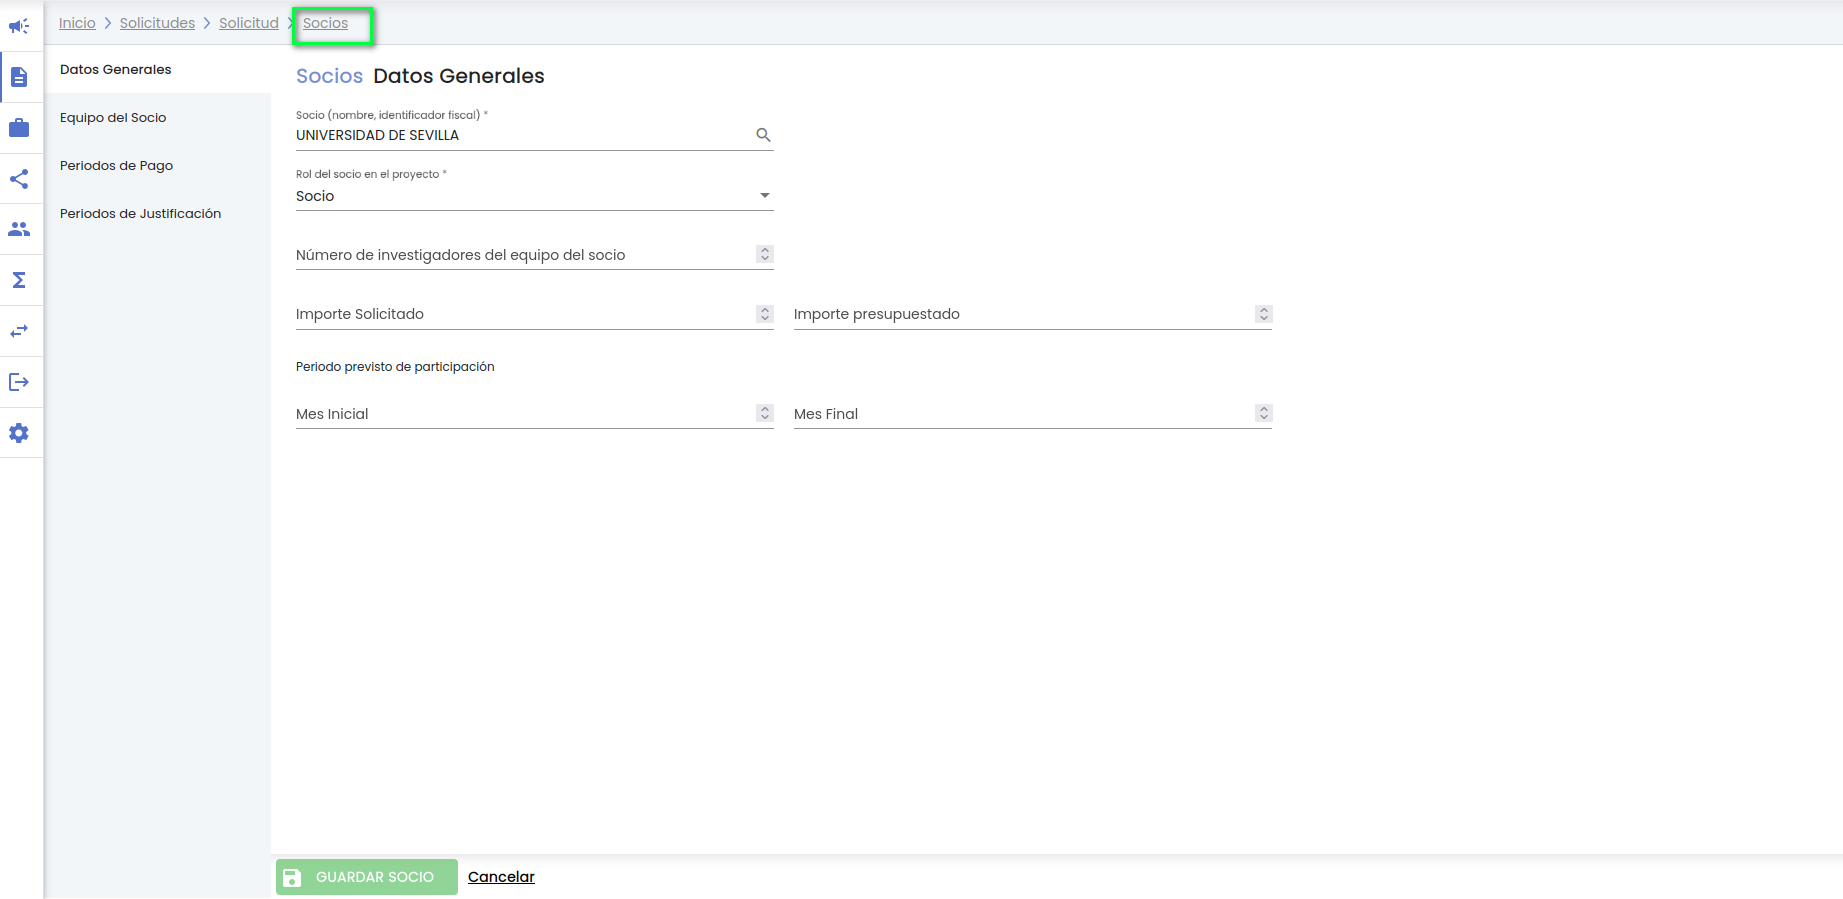 Inicio > Solicitudes > Solicitud > Socios
Datos Generales
Equipo del Socio
Periodos de Pago
Periodos de Justificación
Socios Datos Generales
Socio (nombre, identificador fiscal) *
UNIVERSIDAD DE SEVILLA
Rol del socio en el proyecto *
Socio
Número de investigadores del equipo del socio
Importe Solicitado Importe presupuestado
Periodo previsto de participación
Mes Inicial Mes Final
GUARDAR SOCIO Cancelar